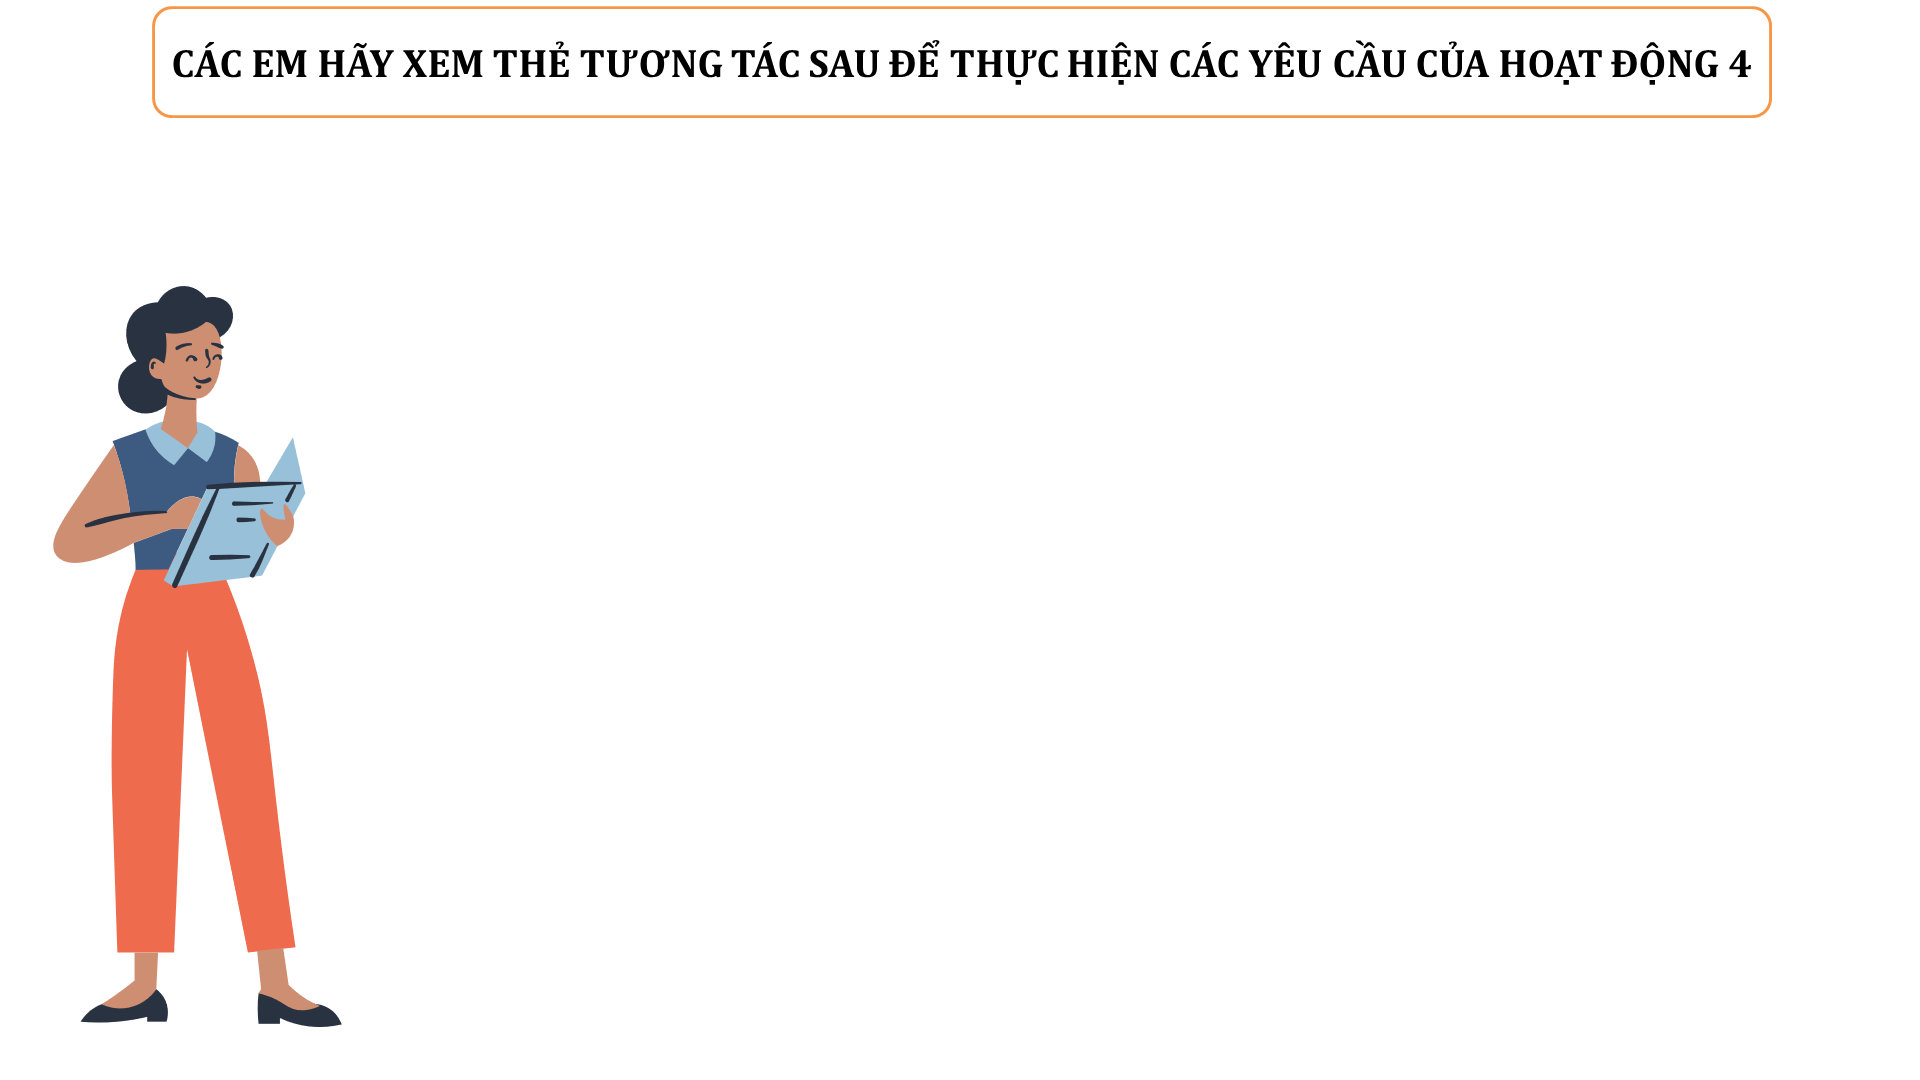 CÁC EM HÃY XEM THẺ TƯƠNG TÁC SAU ĐỂ THỰC HIỆN CÁC YÊU CẦU CỦA HOẠT ĐỘNG 4